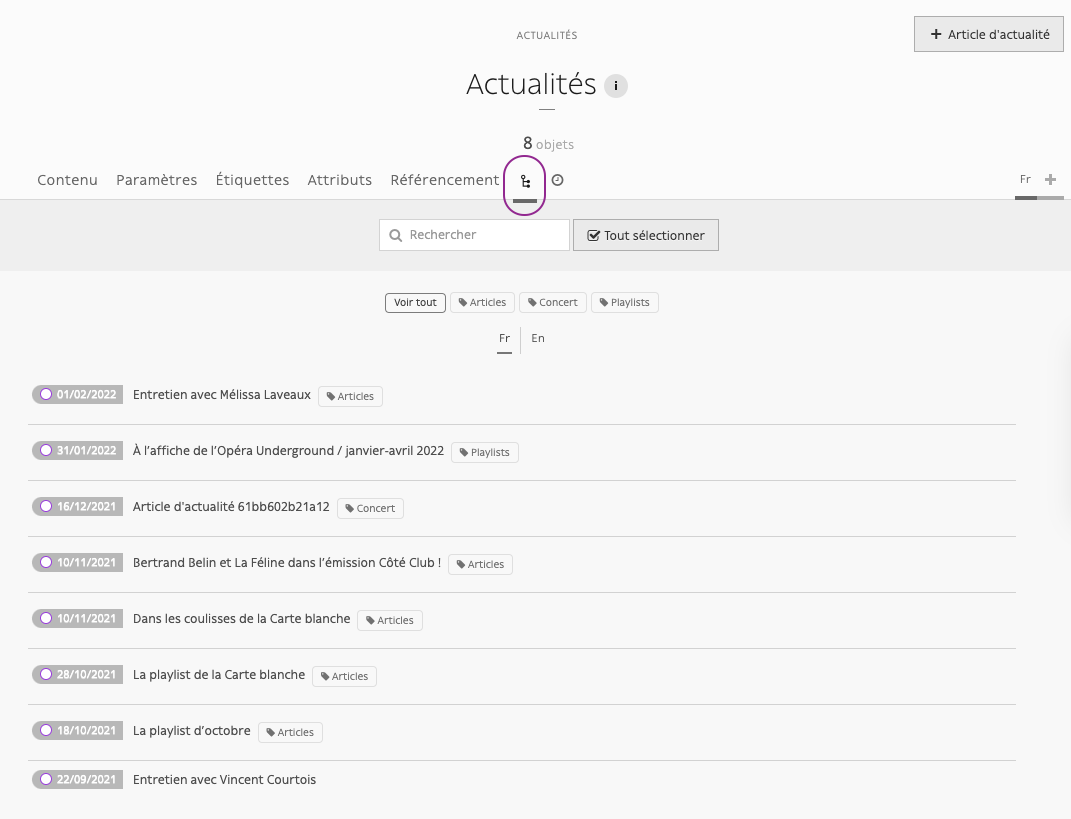 ACTUALITÉS
+ Article d'actualité
Actualités i
8 objets
Contenu Paramètres Étiquettes Attributs Référencement Fr +
Rechercher Tout sélectionner
Voir tout Articles Concert Playlists
Fr En
01/02/2022 Entretien avec Mélissa Laveaux Articles
31/01/2022 À l’affiche de l’Opéra Underground / janvier-avril 2022 Playlists
16/12/2021 Article d'actualité 61bb602b21a12 Concert
10/11/2021 Bertrand Belin et La Féline dans l’émission Côté Club ! Articles
10/11/2021 Dans les coulisses de la Carte blanche Articles
28/10/2021 La playlist de la Carte blanche Articles
18/10/2021 La playlist d’octobre Articles
22/09/2021 Entretien avec Vincent Courtois